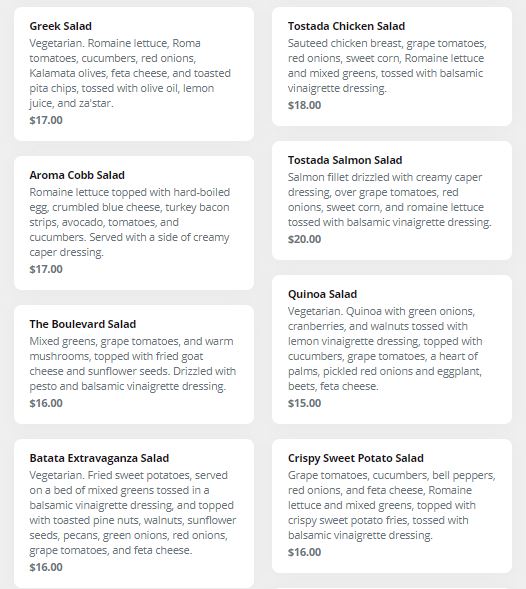 Greek Salad
Vegetarian. Romaine lettuce, Roma
tomatoes, cucumbers, red onions,
Kalamata olives, feta cheese, and toasted
pita chips, tossed with olive oil, lemon
juice, and za'star.
$17.00
Aroma Cobb Salad
Romaine lettuce topped with hard-boiled
egg, crumbled blue cheese, turkey bacon
strips, avocado, tomatoes, and
cucumbers. Served with a side of creamy
caper dressing.
$17.00
The Boulevard Salad
Mixed greens, grape tomatoes, and warm
mushrooms, topped with fried goat
cheese and sunflower seeds. Drizzled with
pesto and balsamic vinaigrette dressing.
$16.00
Batata Extravaganza Salad
Vegetarian. Fried sweet potatoes, served
on a bed of mixed greens tossed in a
balsamic vinaigrette dressing, and topped
with toasted pine nuts, walnuts, sunflower
seeds, pecans, green onions, red onions,
grape tomatoes, and feta cheese.
$16.00
Tostada Chicken Salad
Sauteed chicken breast, grape tomatoes,
red onions, sweet corn, Romaine lettuce
and mixed greens, tossed with balsamic
vinaigrette dressing.
$18.00
Tostada Salmon Salad
Salmon fillet drizzled with creamy caper
dressing, over grape tomatoes, red
onions, sweet corn, and romaine lettuce
tossed with balsamic vinaigrette dressing.
$20.00
Quinoa Salad
Vegetarian. Quinoa with green onions,
cranberries, and walnuts tossed with
lemon vinaigrette dressing, topped with
cucumbers, grape tomatoes, a heart of
palms, pickled red onions and eggplant,
beets, feta cheese.
$15.00
Crispy Sweet Potato Salad
Grape tomatoes, cucumbers, bell peppers,
red onions, and feta cheese, Romaine
lettuce and mixed greens, topped with
crispy sweet potato fries, tossed with
balsamic vinaigrette dressing.
$16.00